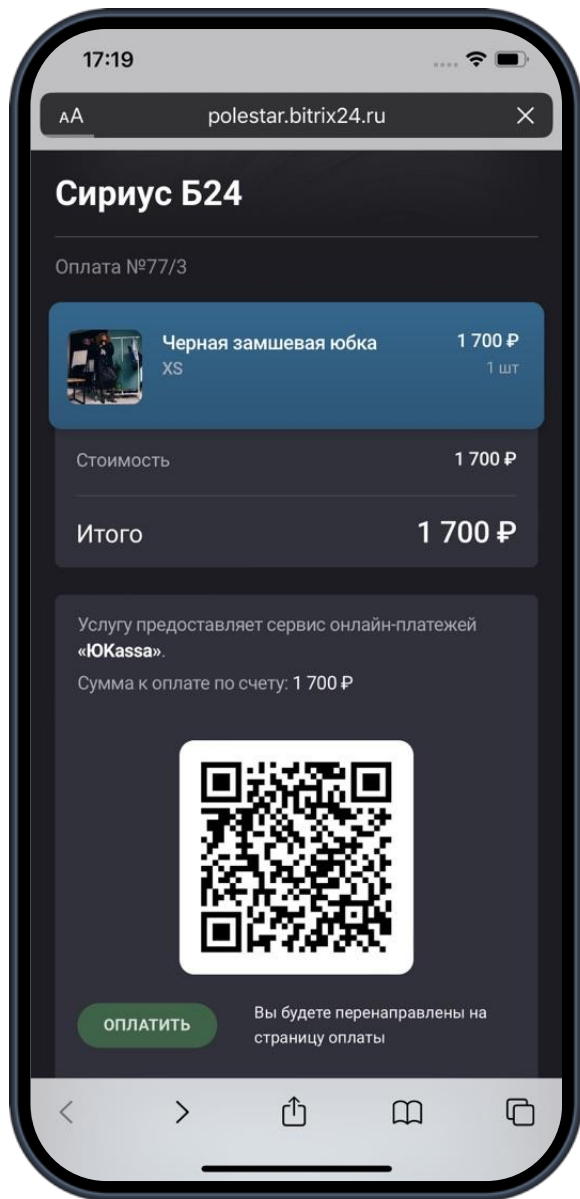 17:19
AA
polestar.bitrix24.ru
Сириус Б24
Оплата №77/3
Черная замшевая юбка
1 700 ₽
XS
1 шт
Стоимость
1 700 ₽
Итого
1 700 ₽
Услугу предоставляет сервис онлайн-платежей
«ЮKassa».
Сумма к оплате по счету: 1 700 ₽
ОПЛАТИТЬ
Вы будете перенаправлены на
страницу оплаты